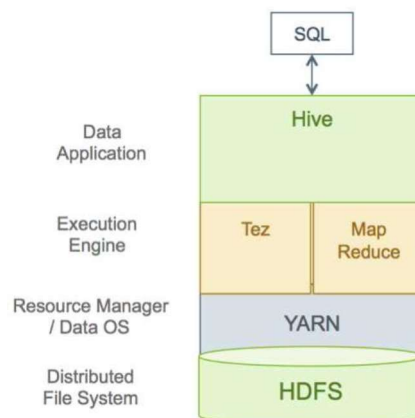 SQL
Data
Application
Hive
Execution
Engine
Tez
Map
Reduce
Resource Manager
/ Data OS
YARN
Distributed
File System
HDFS